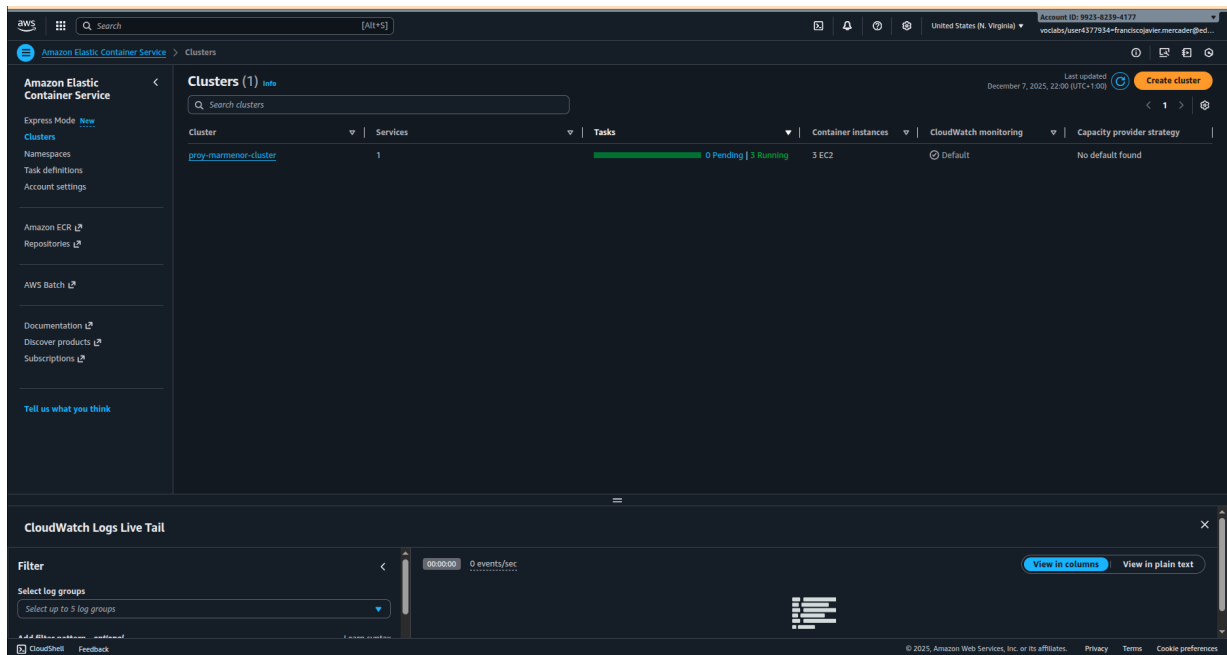 aws
Search [Alt+S]
United States (N. Virginia)
Account ID: 9923-8239-4177
voclabs/user4377934=franciscojavier.mercader@ed...
Amazon Elastic Container Service > Clusters
Amazon Elastic
Container Service
Express Mode New
Clusters
Namespaces
Task definitions
Account settings
Amazon ECR
Repositories
AWS Batch
Documentation
Discover products
Subscriptions
Tell us what you think
Clusters (1) Info
Last updated
December 7, 2025, 22:00 (UTC+1:00)
Create cluster
Search clusters
1
Cluster Services Tasks Container instances CloudWatch monitoring Capacity provider strategy
proy-marmenor-cluster 1 0 Pending | 3 Running 3 EC2 Default No default found
CloudWatch Logs Live Tail
Filter
Select log groups
Select up to 5 log groups
Add filter pattern - optional Learn syntax
00:00:00 0 events/sec
View in columns View in plain text
CloudShell Feedback
© 2025, Amazon Web Services, Inc. or its affiliates. Privacy Terms Cookie preferences